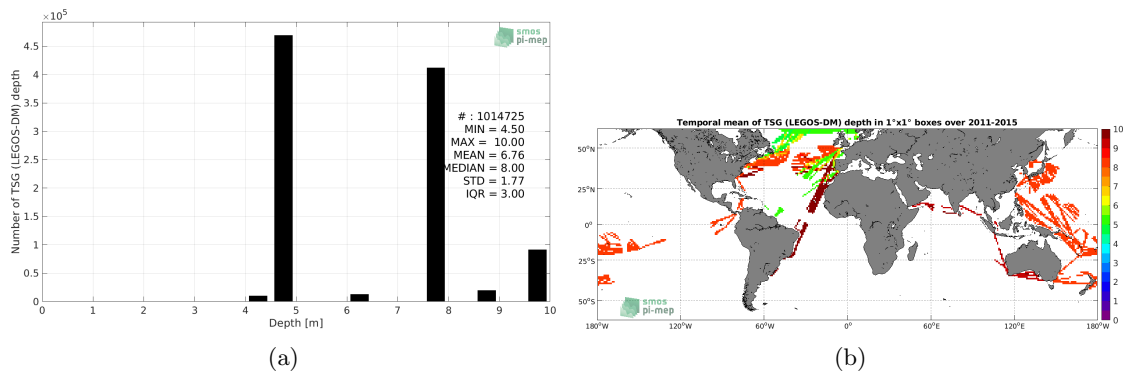 ×10⁵
smos
pi-mep
4.5
4
3.5
3
2.5
2
1.5
1
0.5
0
Number of TSG (LEGOS-DM) depth
# : 1014725
MIN = 4.50
MAX = 10.00
MEAN = 6.76
MEDIAN = 8.00
STD = 1.77
IQR = 3.00
0 1 2 3 4 5 6 7 8 9 10
Depth [m]
(a)
Temporal mean of TSG (LEGOS-DM) depth in 1°x1° boxes over 2011-2015
50°N
25°N
0°
25°S
50°S
smos
pi-mep
180°W 120°W 60°W 0° 60°E 120°E 180°W
10
9
8
7
6
5
4
3
2
1
0
(b)